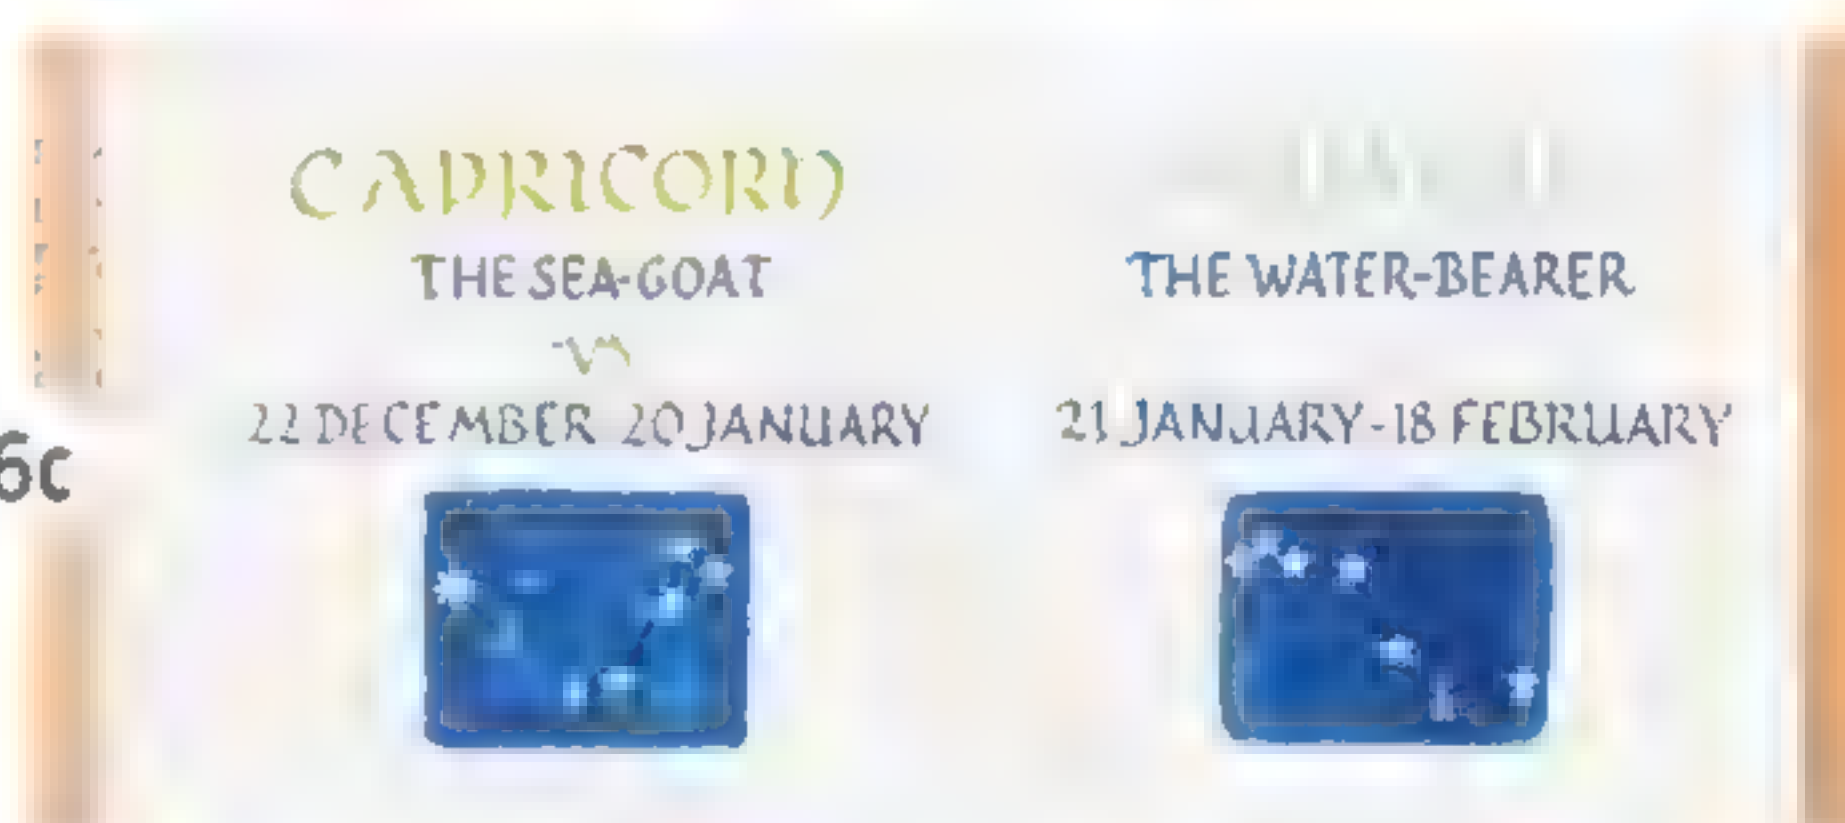 CAPRICORN
THE SEA-GOAT
22 DECEMBER 20 JANUARY
6c
THE WATER-BEARER
21 JANUARY-18 FEBRUARY